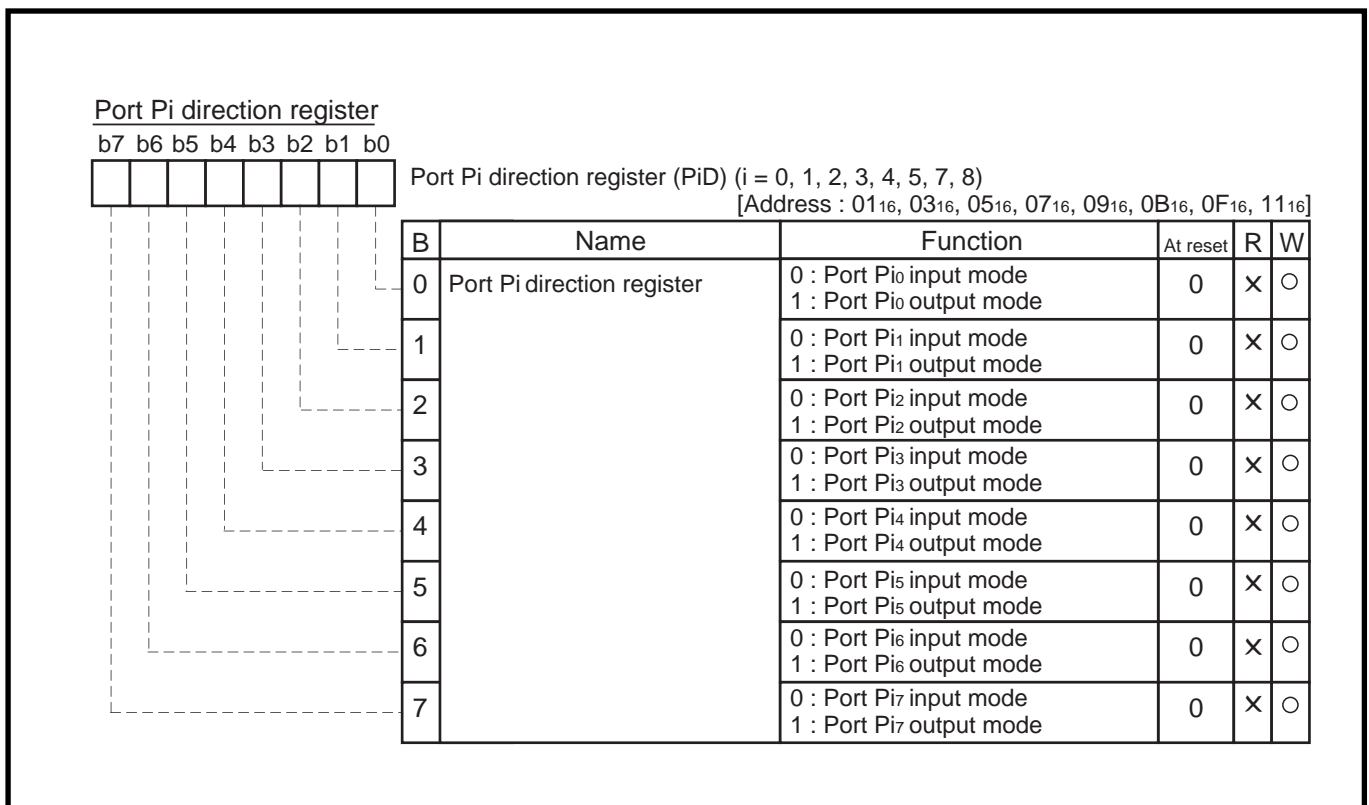 Port Pi direction register
b7 b6 b5 b4 b3 b2 b1 b0
Port Pi direction register (PiD) (i = 0, 1, 2, 3, 4, 5, 7, 8)
[Address : 0116, 0316, 0516, 0716, 0916, 0B16, 0F16, 1116]
B Name Function At reset R W
0 Port Pi direction register 0 : Port Pi0 input mode 0 × ○
1 : Port Pi0 output mode
1 0 : Port Pi1 input mode 0 × ○
1 : Port Pi1 output mode
2 0 : Port Pi2 input mode 0 × ○
1 : Port Pi2 output mode
3 0 : Port Pi3 input mode 0 × ○
1 : Port Pi3 output mode
4 0 : Port Pi4 input mode 0 × ○
1 : Port Pi4 output mode
5 0 : Port Pi5 input mode 0 × ○
1 : Port Pi5 output mode
6 0 : Port Pi6 input mode 0 × ○
1 : Port Pi6 output mode
7 0 : Port Pi7 input mode 0 × ○
1 : Port Pi7 output mode